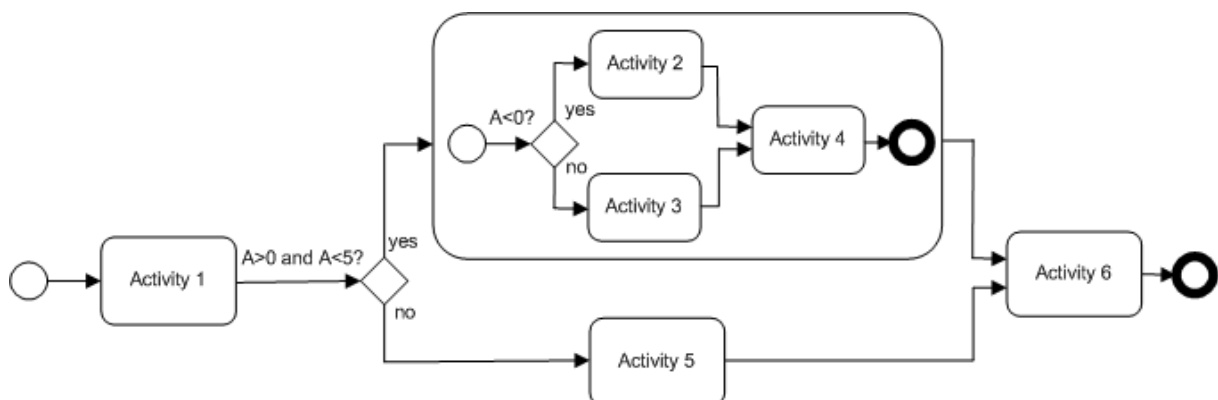 Activity 2
A<0?
yes
Activity 4
no
Activity 3
yes
A>0 and A<5?
Activity 1
Activity 6
no
Activity 5